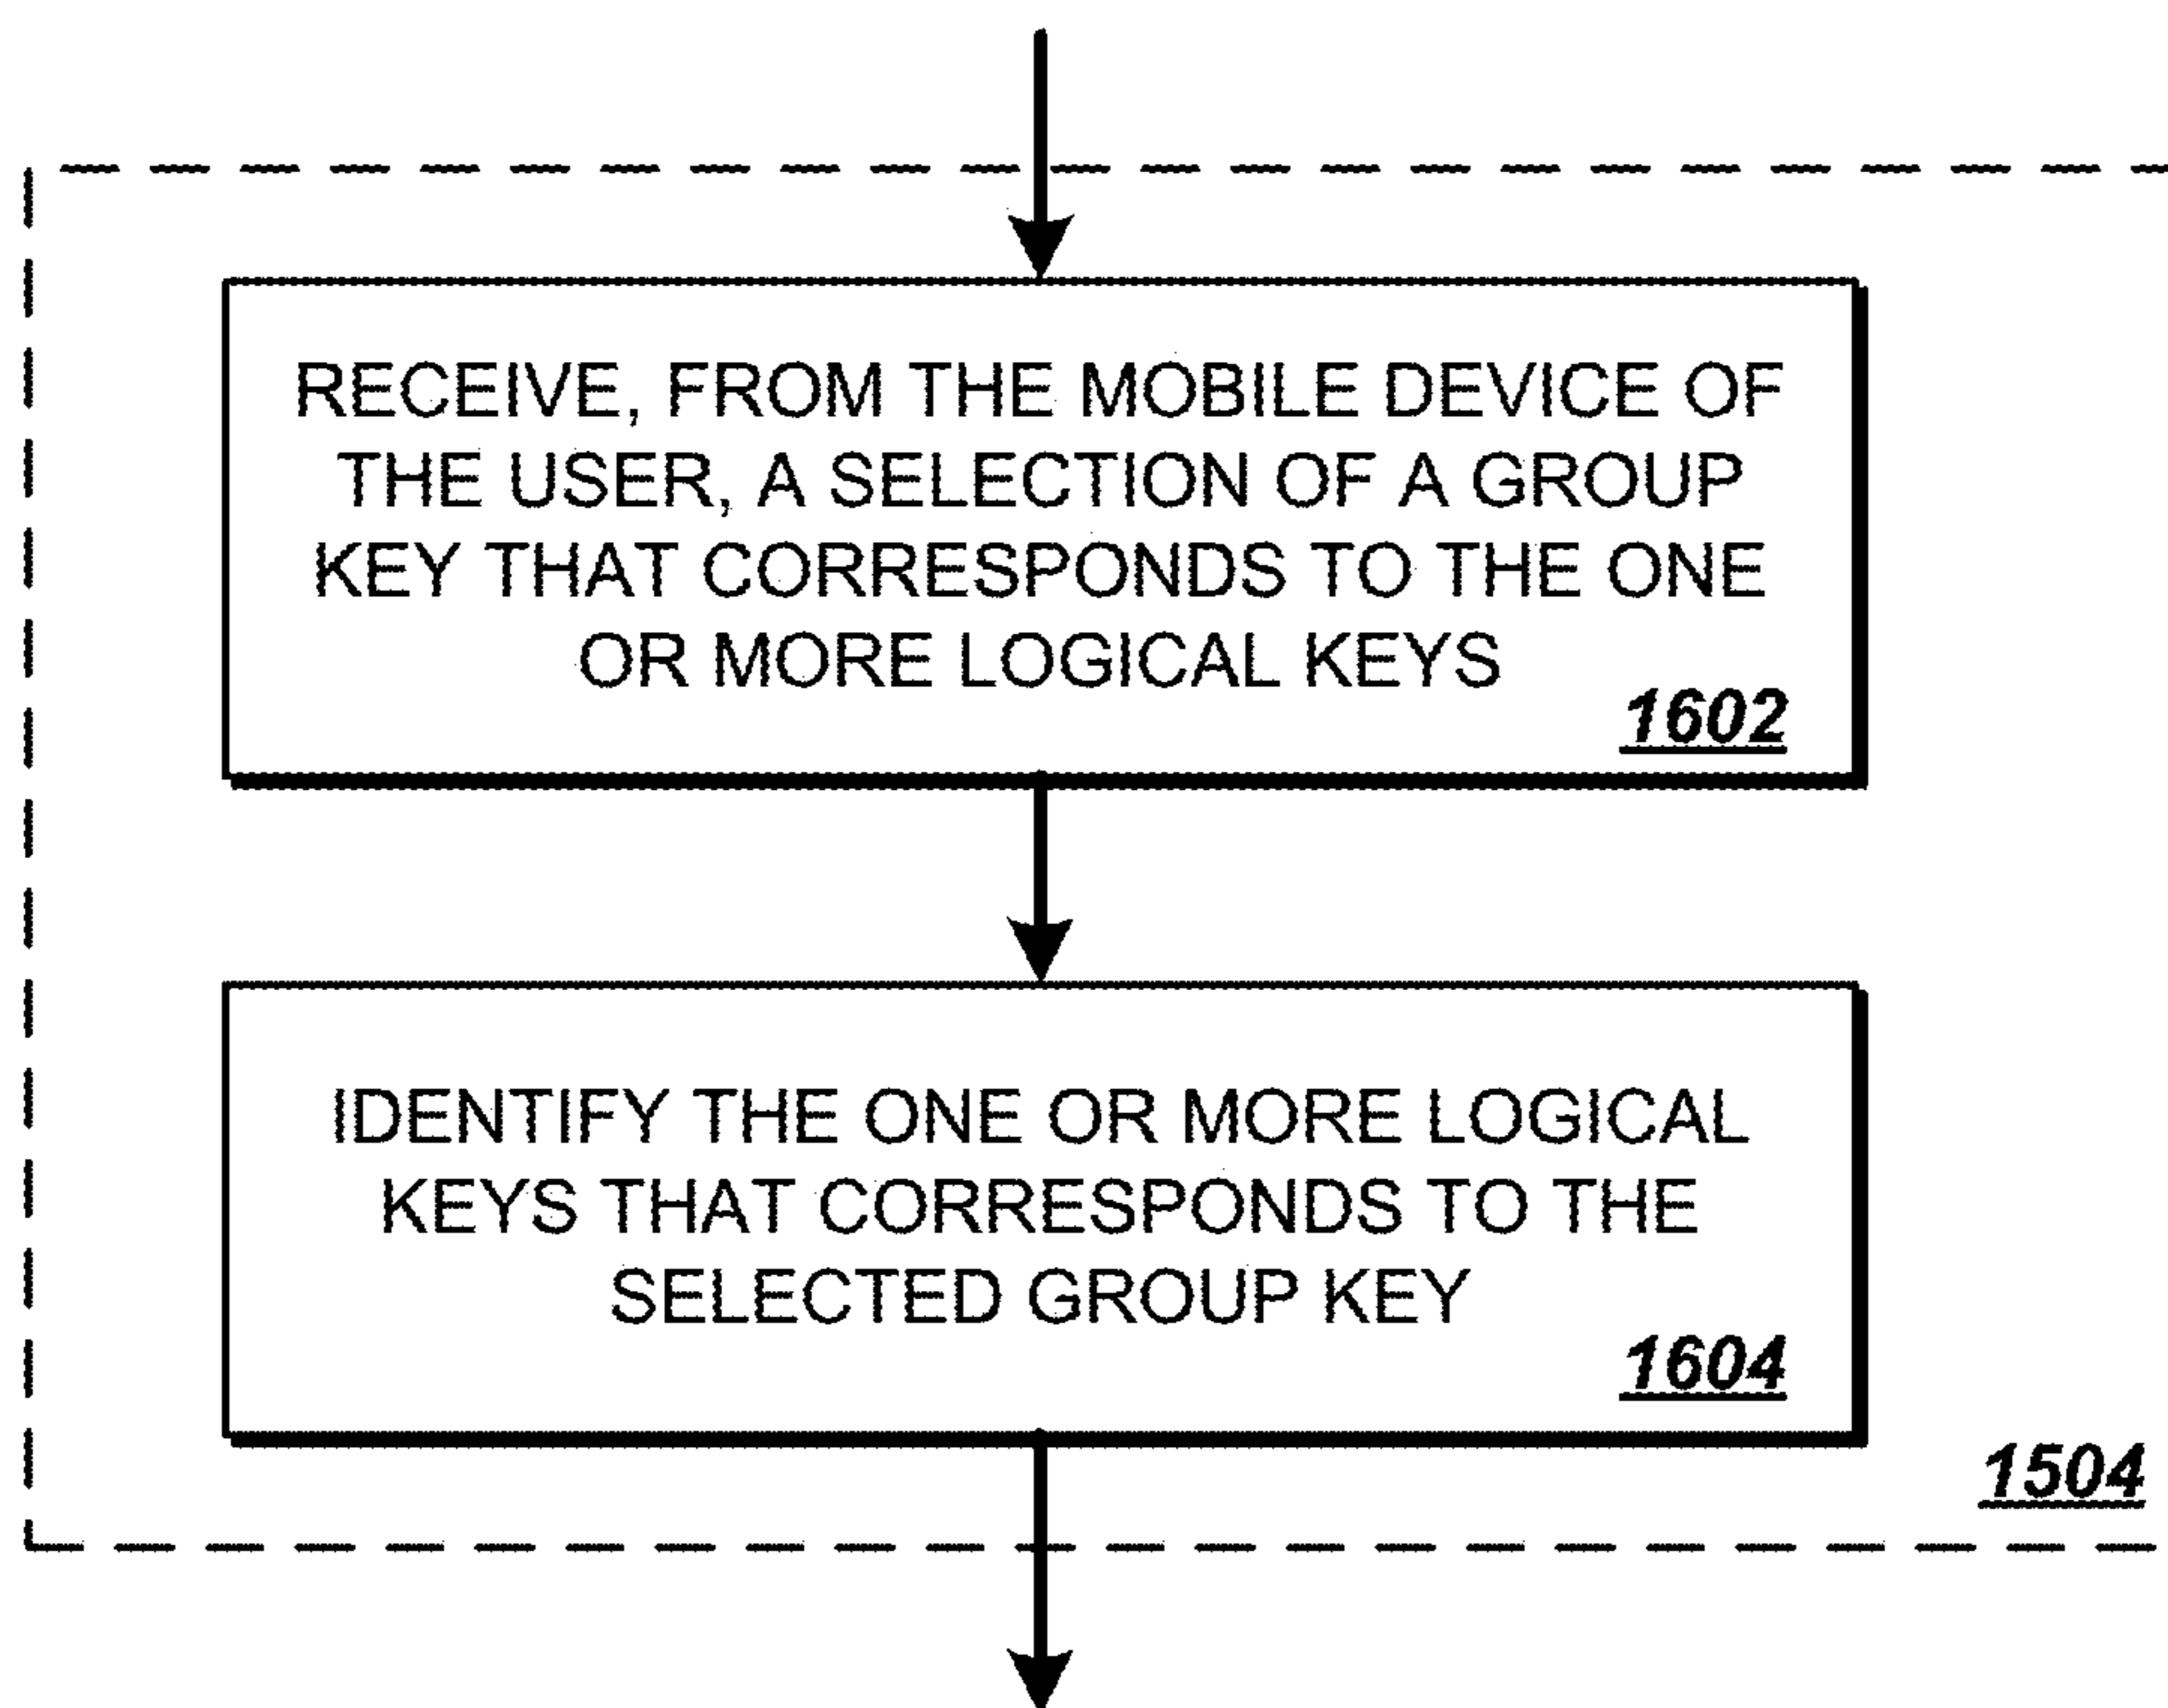 RECEIVE, FROM THE MOBILE DEVICE OF
THE USER, A SELECTION OF A GROUP
KEY THAT CORRESPONDS TO THE ONE
OR MORE LOGICAL KEYS
1602
IDENTIFY THE ONE OR MORE LOGICAL
KEYS THAT CORRESPONDS TO THE
SELECTED GROUP KEY
1604
1504